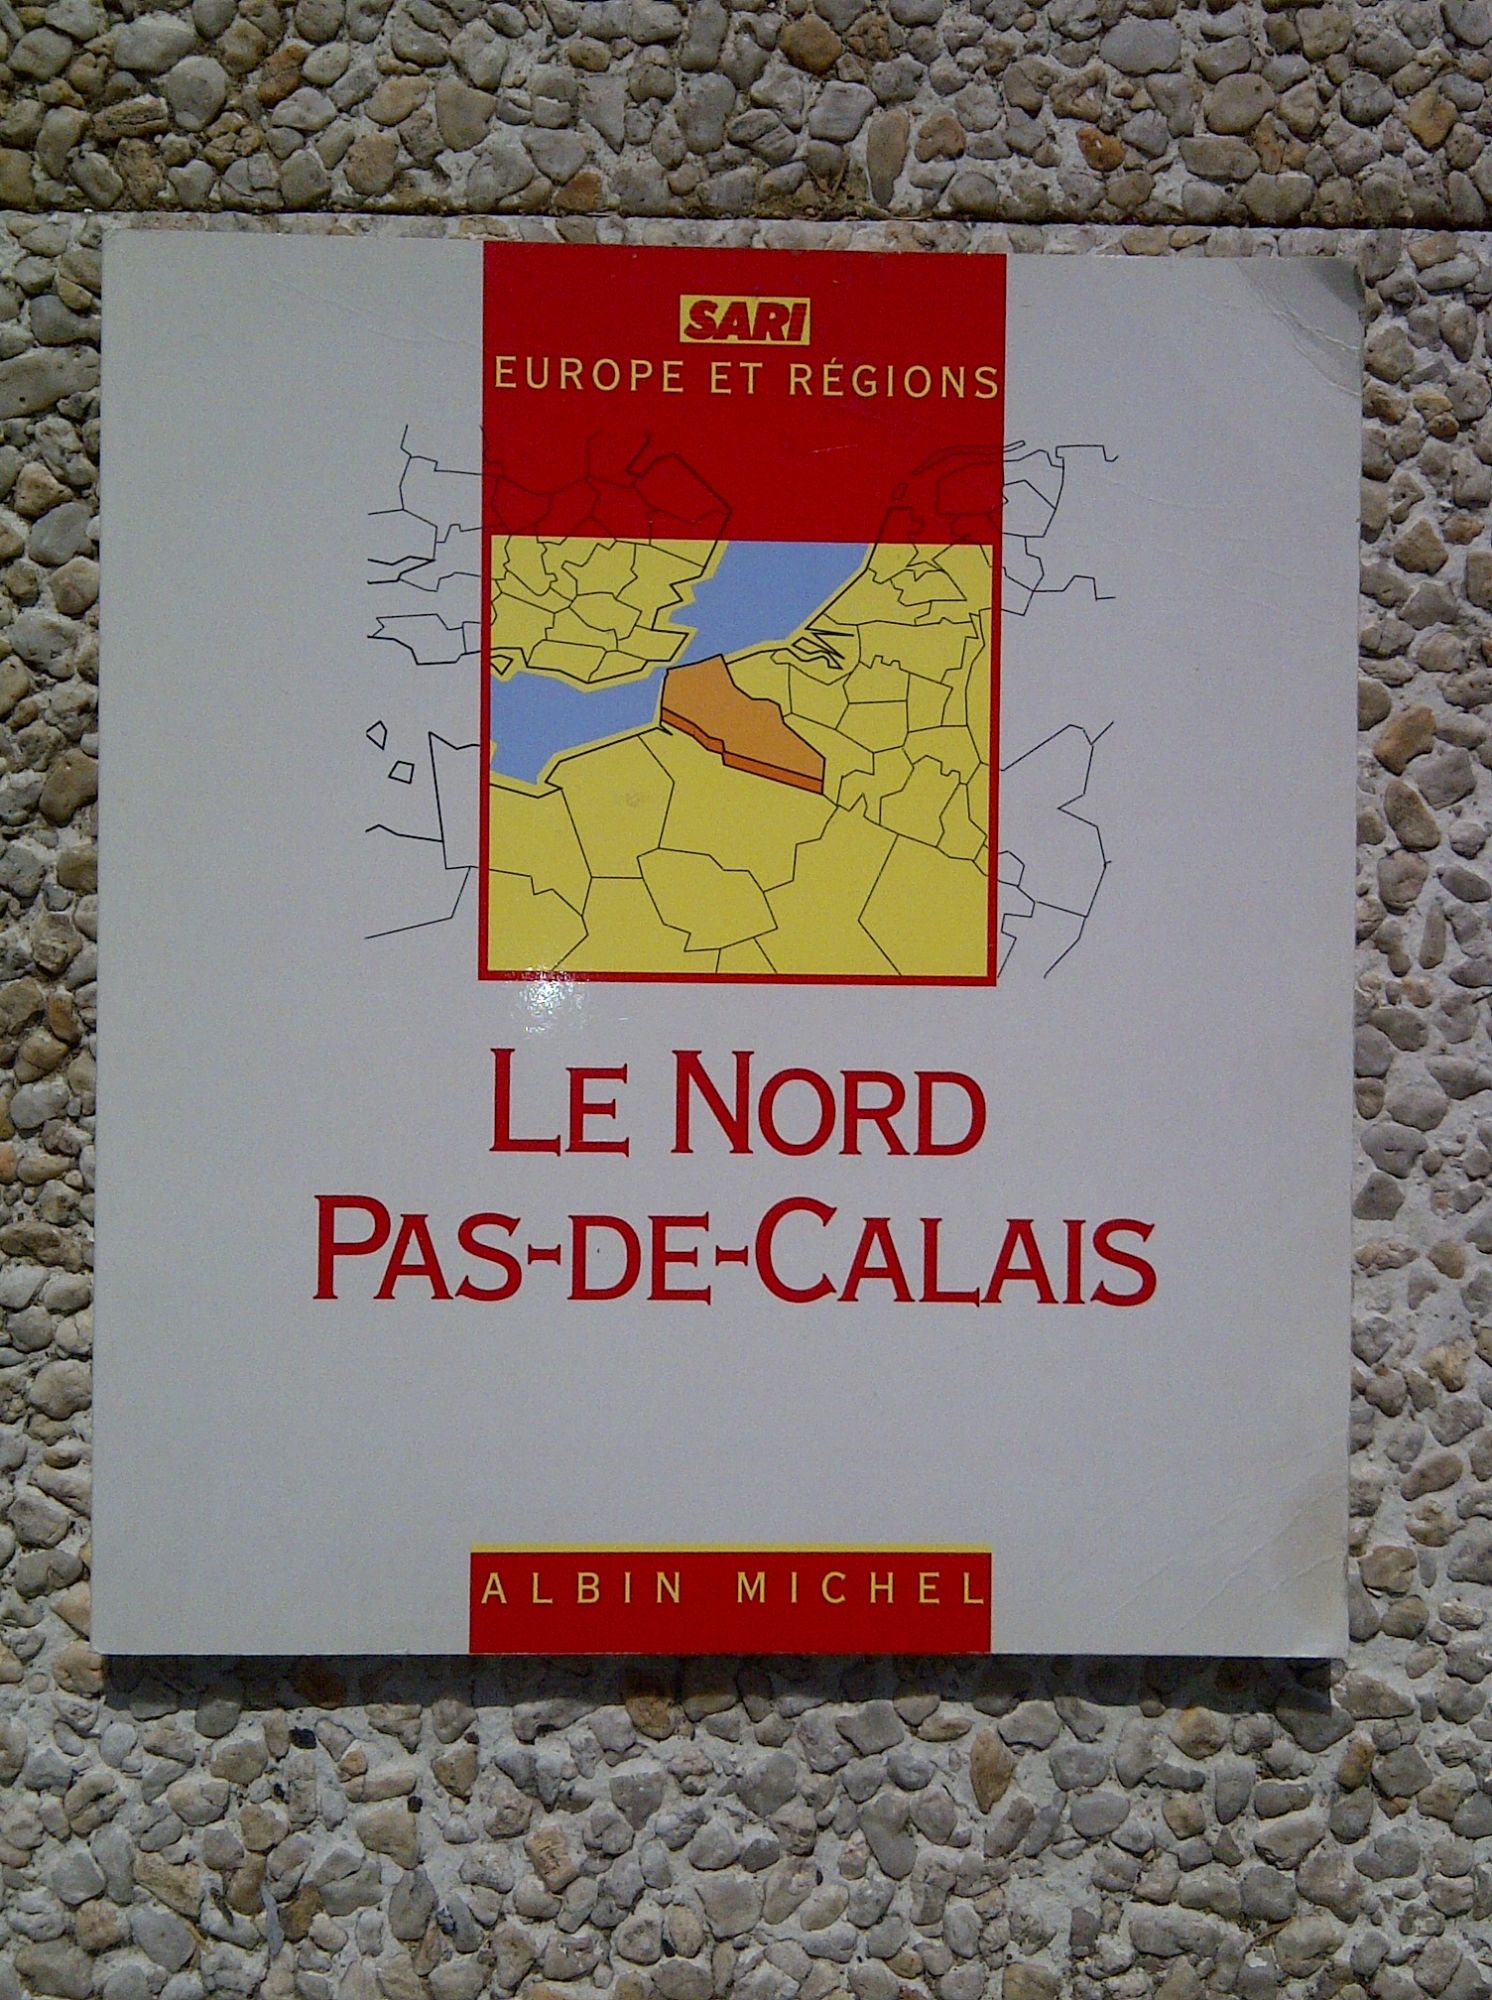 SARI
EUROPE ET RÉGIONS
LE NORD
PAS-DE-CALAIS
ALBIN MICHEL